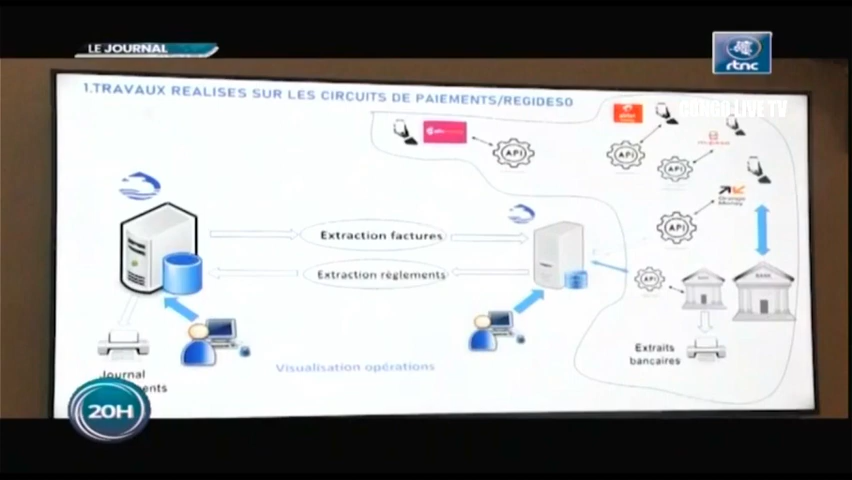 LE JOURNAL
rtnc
CONGO LIVE TV
1.TRAVAUX REALISES SUR LES CIRCUITS DE PAIEMENTS/REGIDESO
API
API
API
API
API
Orange
Money
BANK
Extraction factures
Extraction règlements
Visualisation opérations
Extraits
bancaires
Journal
20H